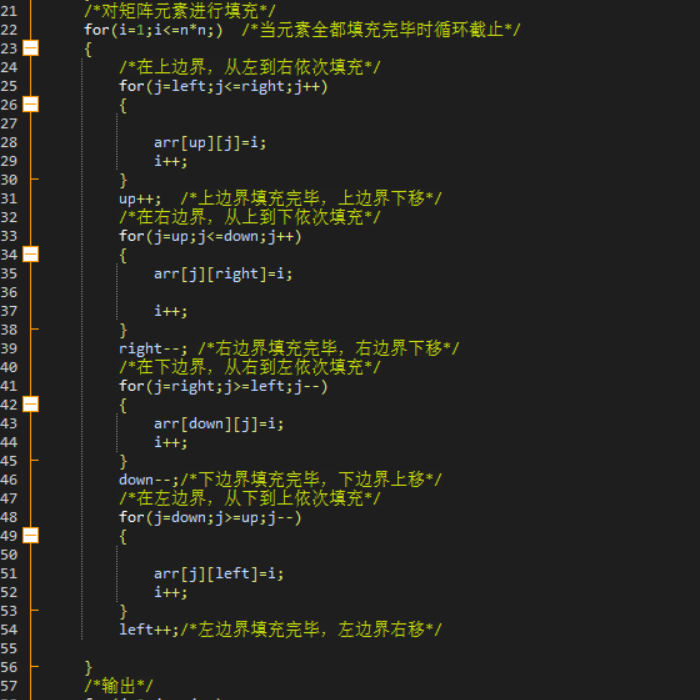 21 /*对矩阵元素进行填充*/
22 for(i=1;i<=n*n;) /*当元素全都填充完毕时循环截止*/
23 {
24 /*在上边界，从左到右依次填充*/
25 for(j=left;j<=right;j++)
26 {
27
28 arr[up][j]=i;
29 i++;
30 }
31 up++; /*上边界填充完毕，上边界下移*/
32 /*在右边界，从上到下依次填充*/
33 for(j=up;j<=down;j++)
34 {
35 arr[j][right]=i;
36
37 i++;
38 }
39 right--; /*右边界填充完毕，右边界下移*/
40 /*在下边界，从右到左依次填充*/
41 for(j=right;j>=left;j--)
42 {
43 arr[down][j]=i;
44 i++;
45 }
46 down--;/*下边界填充完毕，下边界上移*/
47 /*在左边界，从下到上依次填充*/
48 for(j=down;j>=up;j--)
49 {
50
51 arr[j][left]=i;
52 i++;
53 }
54 left++;/*左边界填充完毕，左边界右移*/
55
56 }
57 /*输出*/